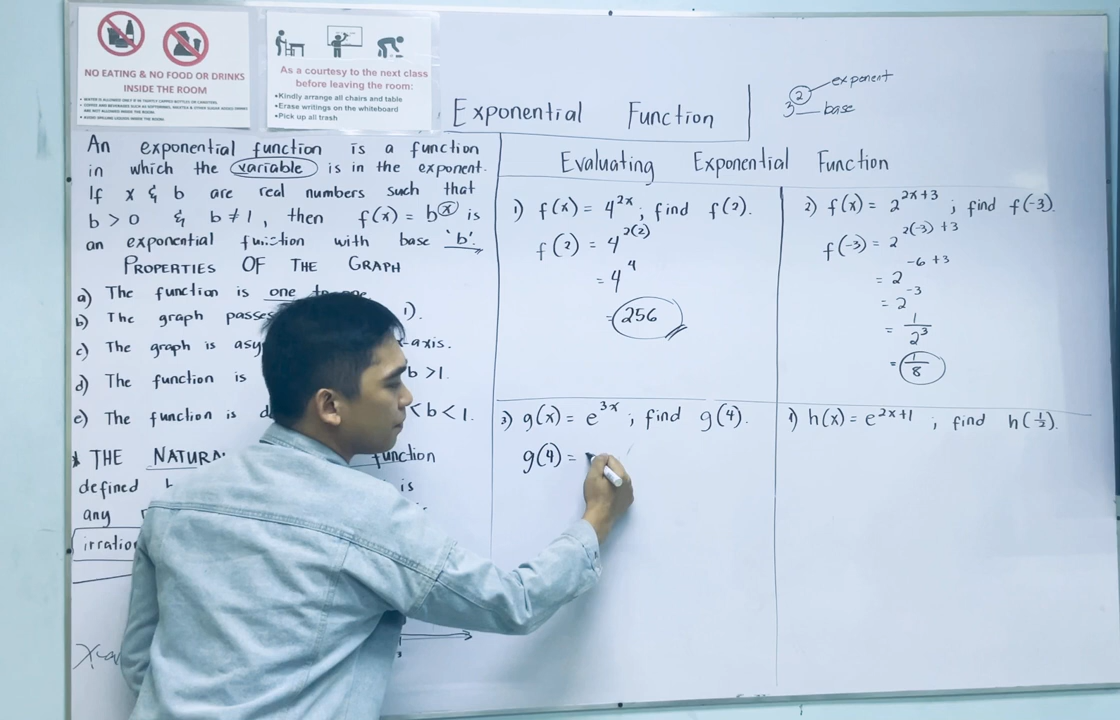 NO EATING & NO FOOD OR DRINKS
INSIDE THE ROOM
As a courtesy to the next class
before leaving the room:
•Kindly arrange all chairs and table
•Erase writings on the whiteboard
•Pick up all trash
Exponential Function
3² exponent
base
An exponential function is a function
in which the variable is in the exponent.
If x & b are real numbers such that
b > 0 & b ≠ 1, then f(x) = b^x is
an exponential function with base 'b'.
PROPERTIES OF THE GRAPH
a) The function is one to one
b) The graph passes 1).
c) The graph is x-axis.
d) The function is b > 1.
e) The function is < b < 1.
THE function
defined is
any
Evaluating Exponential Function
1) f(x) = 4^2x ; find f(2).
f(2) = 4^2(2)
= 4^4
= 256
2) f(x) = 2^2x+3 ; find f(-3).
f(-3) = 2^2(-3)+3
= 2^-6+3
= 2^-3
= 1/2³
= 1/8
3) g(x) = e^3x ; find g(4).
g(4) =
4) h(x) = e^2x+1 ; find h(1/2).